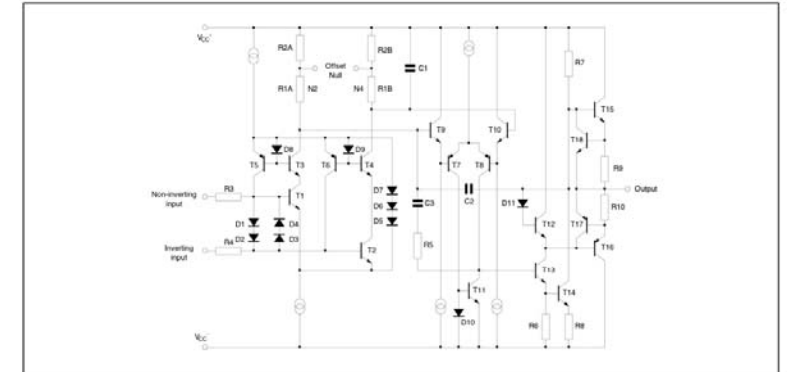 VCC+
R2A
R2B
Offset
Null
C1
R7
R1A
N2
N4
R1B
T15
T9
T10
T18
D8
D9
R9
T5
T3
T6
T4
T7
T8
D7
Output
Non-inverting
input
R3
T1
D6
C3
C2
D11
R10
D5
D1
D4
T12
T17
Inverting
input
R4
D2
D3
T2
R5
T16
T13
T11
T14
D10
R6
R8
VCC-